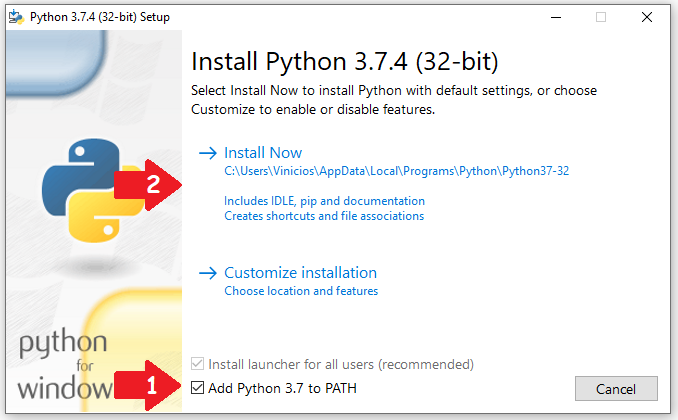 Python 3.7.4 (32-bit) Setup
Install Python 3.7.4 (32-bit)
Select Install Now to install Python with default settings, or choose
Customize to enable or disable features.
Install Now
C:\Users\Vinicios\AppData\Local\Programs\Python\Python37-32
2
Includes IDLE, pip and documentation
Creates shortcuts and file associations
Customize installation
Choose location and features
python
for
window
Install launcher for all users (recommended)
1
Add Python 3.7 to PATH
Cancel